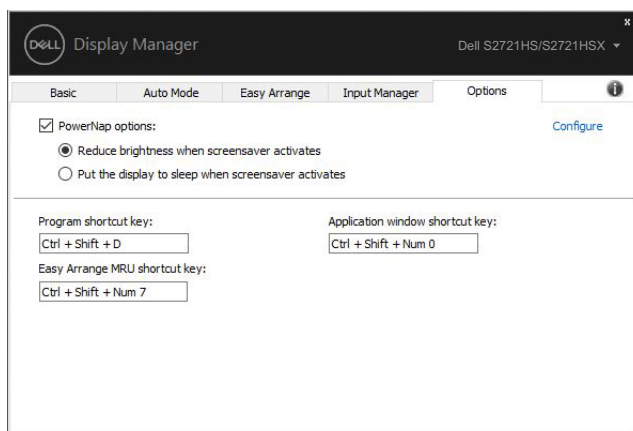 x
DELL Display Manager
Dell S2721HS/S2721HSX
Basic Auto Mode Easy Arrange Input Manager Options
PowerNap options: Configure
Reduce brightness when screensaver activates
Put the display to sleep when screensaver activates
Program shortcut key: Application window shortcut key:
Ctrl + Shift + D Ctrl + Shift + Num 0
Easy Arrange MRU shortcut key:
Ctrl + Shift + Num 7